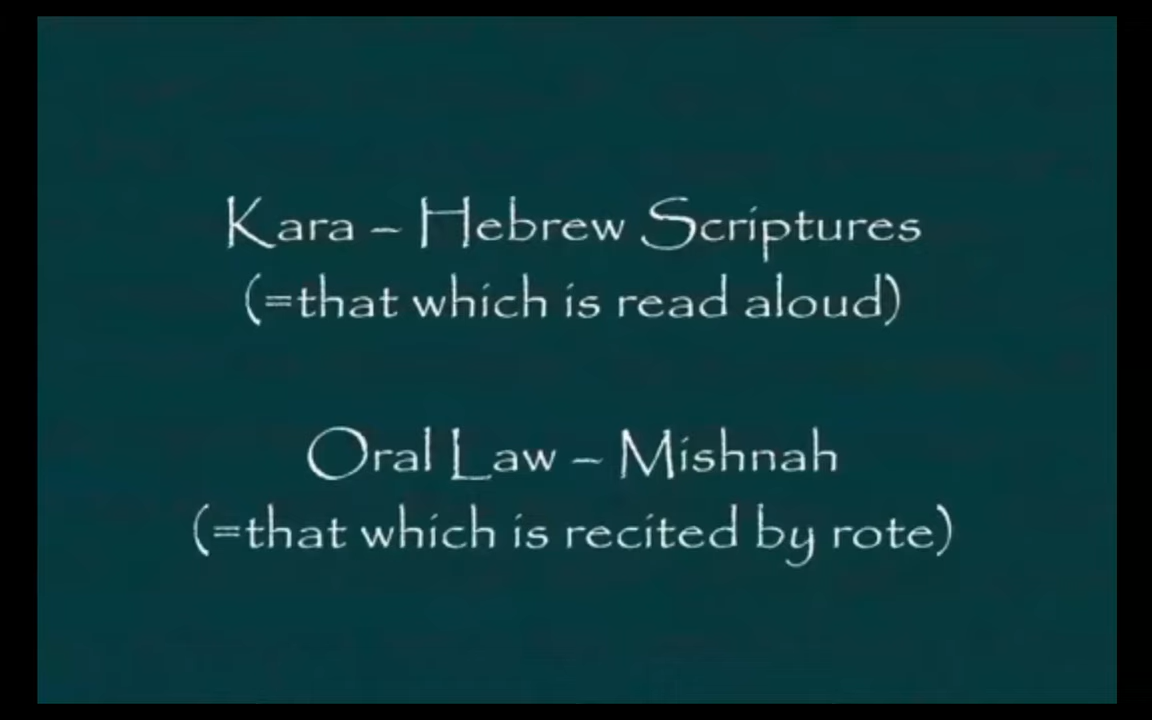 Kara – Hebrew Scriptures
(=that which is read aloud)
Oral Law – Mishnah
(=that which is recited by rote)